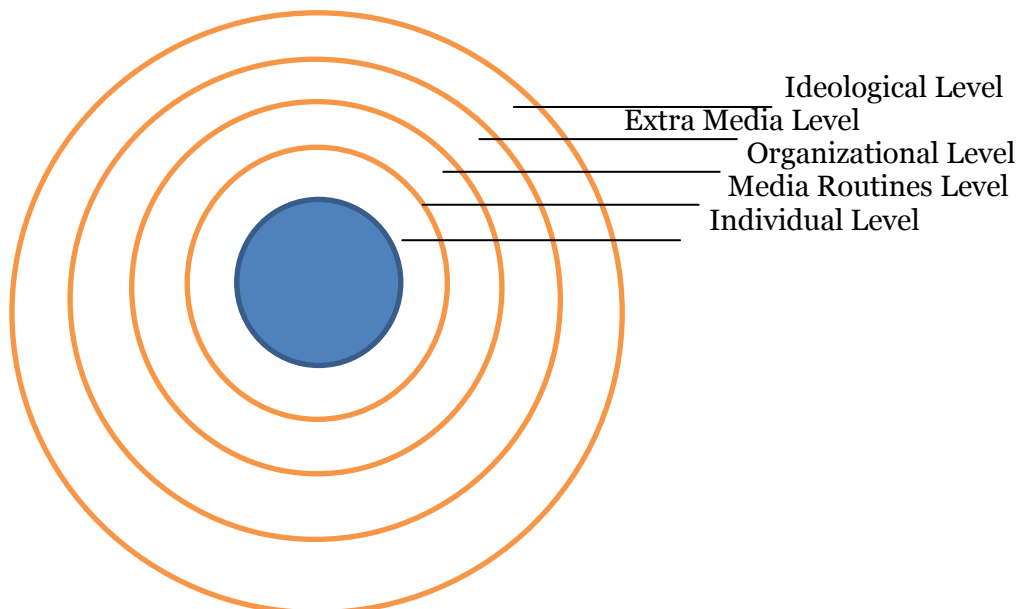 Ideological Level
Extra Media Level
Organizational Level
Media Routines Level
Individual Level